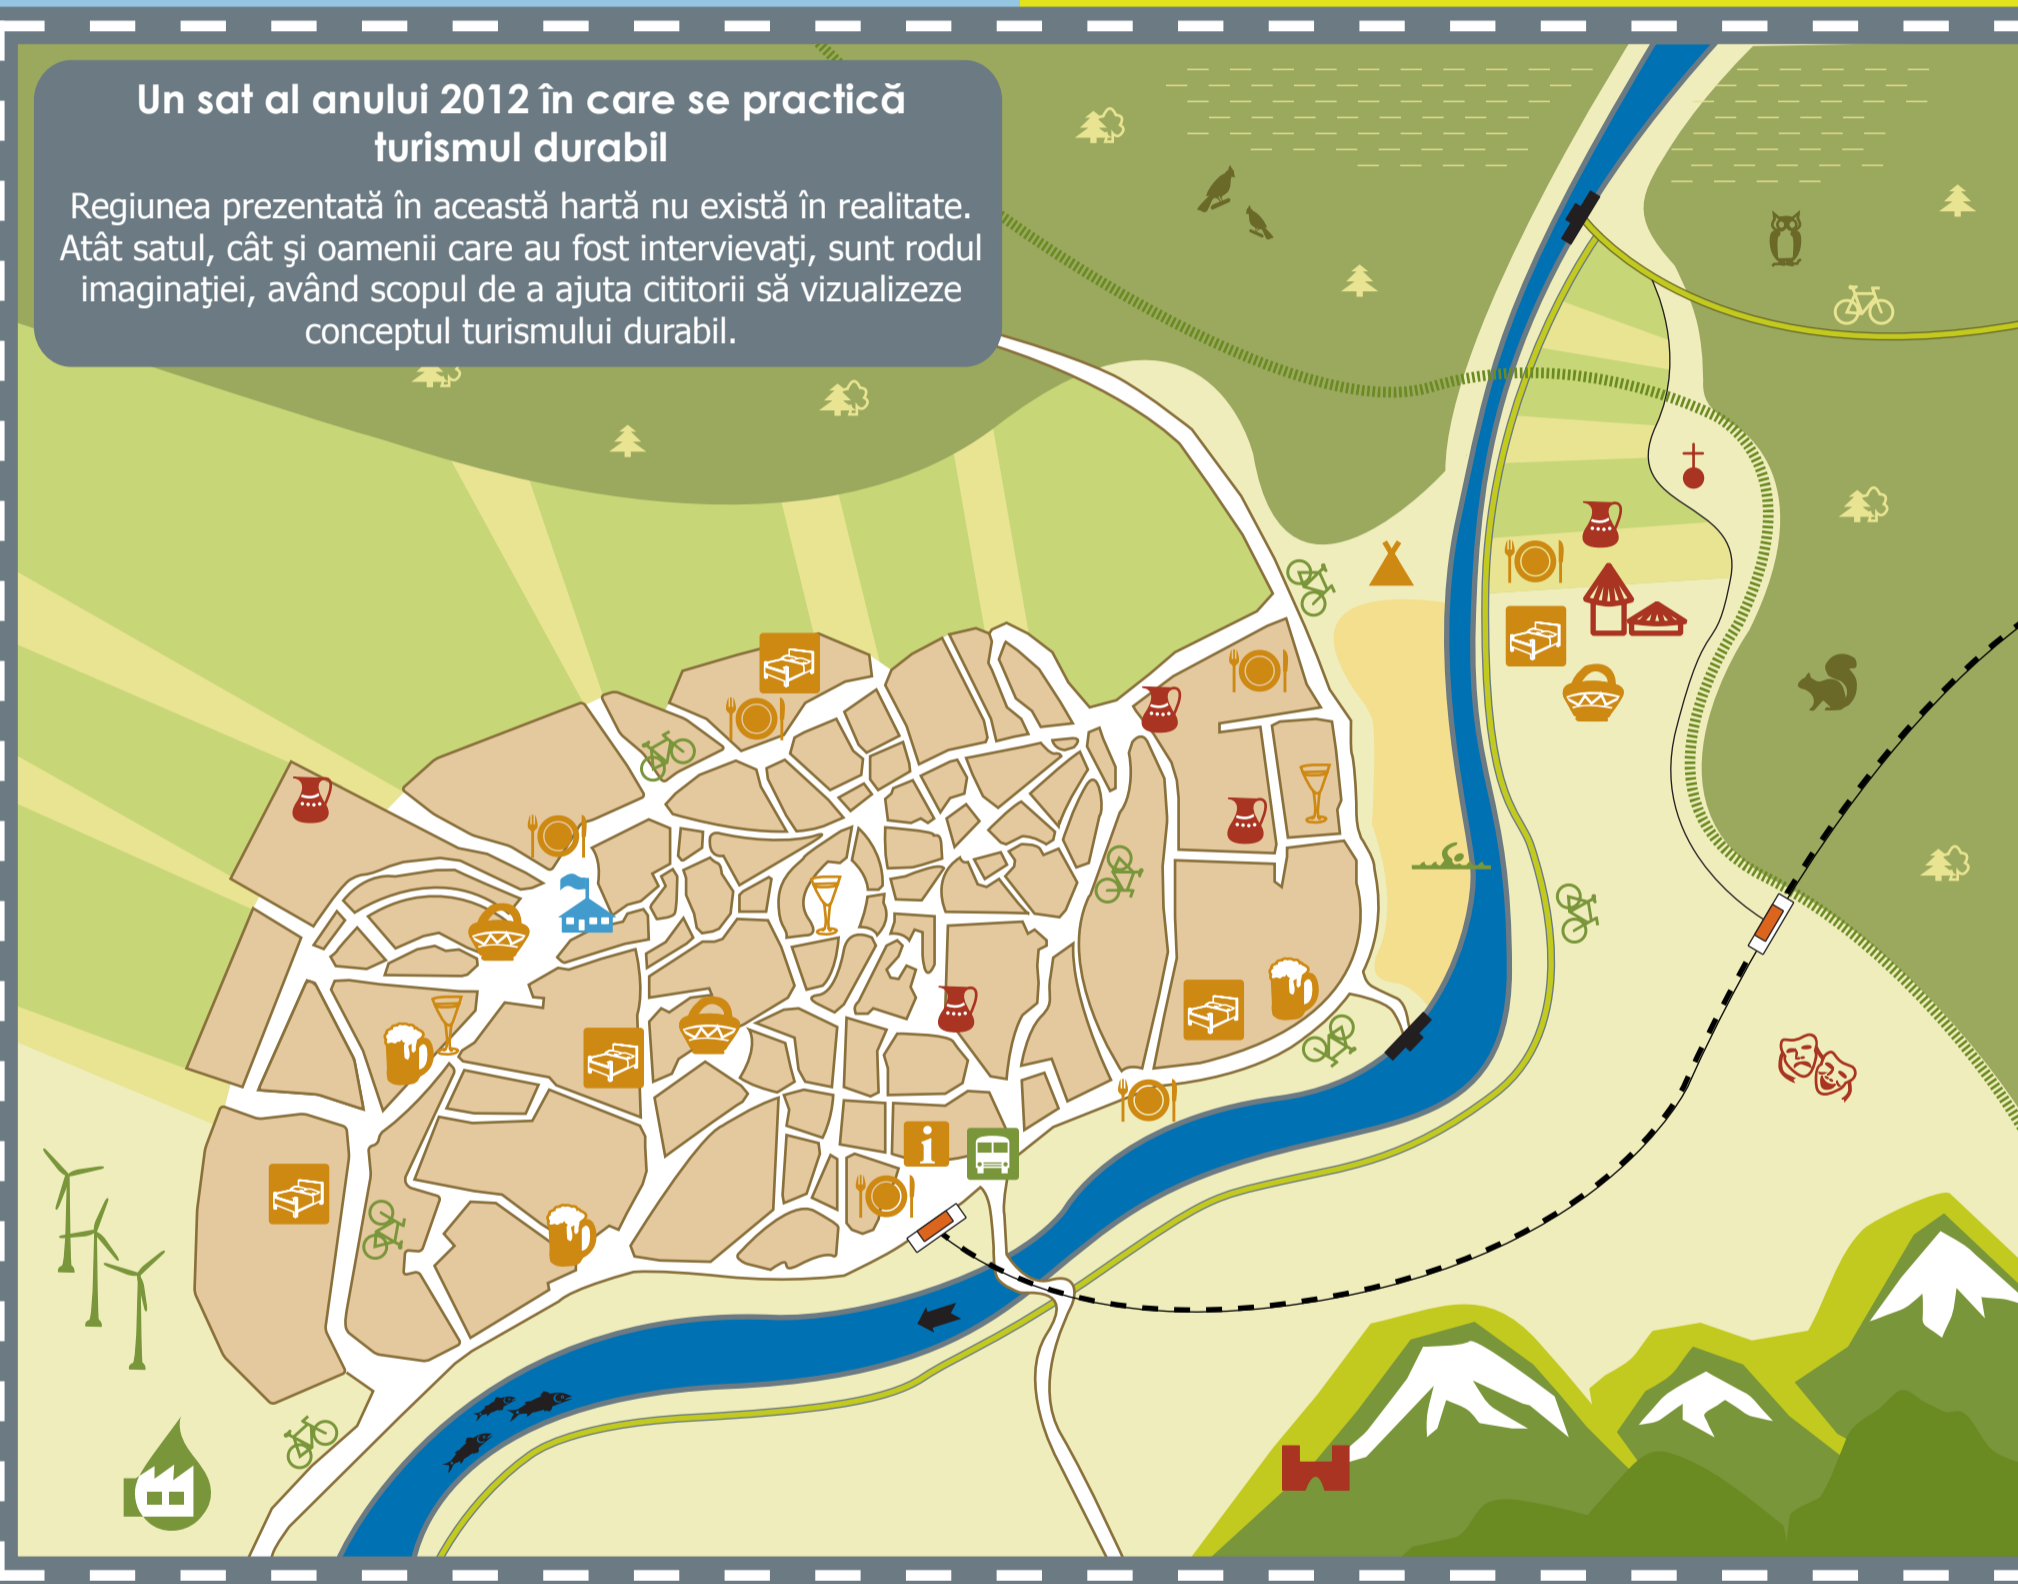 Un sat al anului 2012 în care se practică
turismul durabil
Regiunea prezentată în această hartă nu există în realitate.
Atât satul, cât şi oamenii care au fost intervievaţi, sunt rodul
imaginaţiei, având scopul de a ajuta cititorii să vizualizeze
conceptul turismului durabil.
i